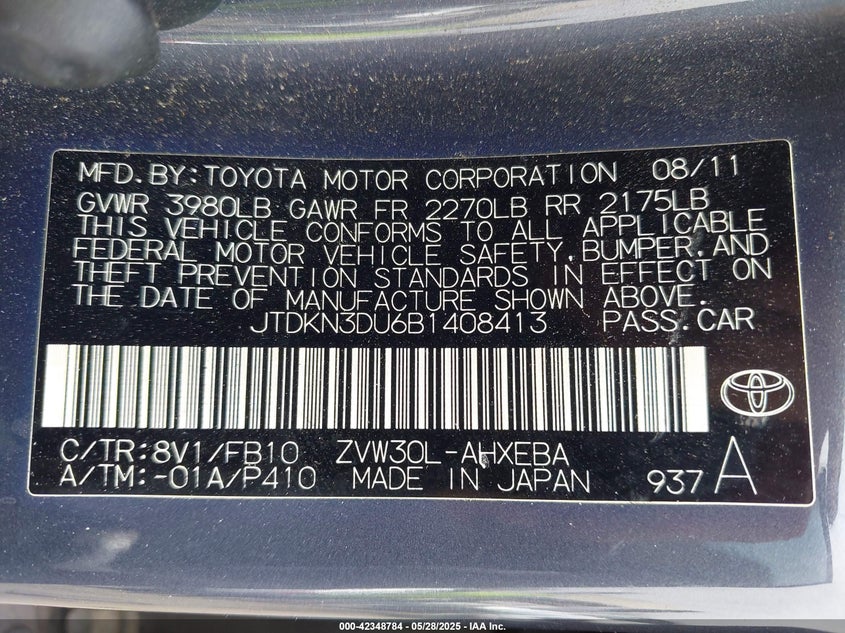 MFD.BY:TOYOTA MOTOR CORPORATION 08/11
GVWR 3980LB GAWR FR 2270LB RR 2175LB
THIS VEHICLE CONFORMS TO ALL APPLICABLE
FEDERAL MOTOR VEHICLE SAFETY,BUMPER,AND
THEFT PREVENTION STANDARDS IN EFFECT ON
THE DATE OF MANUFACTURE SHOWN ABOVE.
JTDKN3DU6B1408413 PASS.CAR
C/TR:8V1/FB10 ZVW30L-AHXEBA
A/TM:-01A/P410 MADE IN JAPAN 937 A
000-42348784 - 05/28/2025 - IAA Inc.